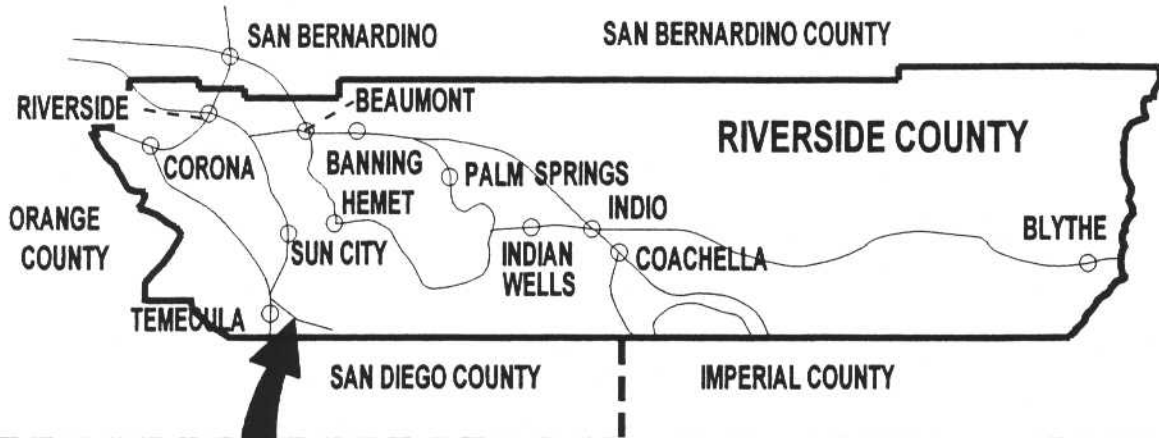 SAN BERNARDINO
SAN BERNARDINO COUNTY
RIVERSIDE
BEAUMONT
RIVERSIDE COUNTY
CORONA
BANNING
PALM SPRINGS
HEMET
ORANGE
COUNTY
SUN CITY
INDIO
BLYTHE
INDIAN
WELLS
COACHELLA
TEMECULA
SAN DIEGO COUNTY
IMPERIAL COUNTY